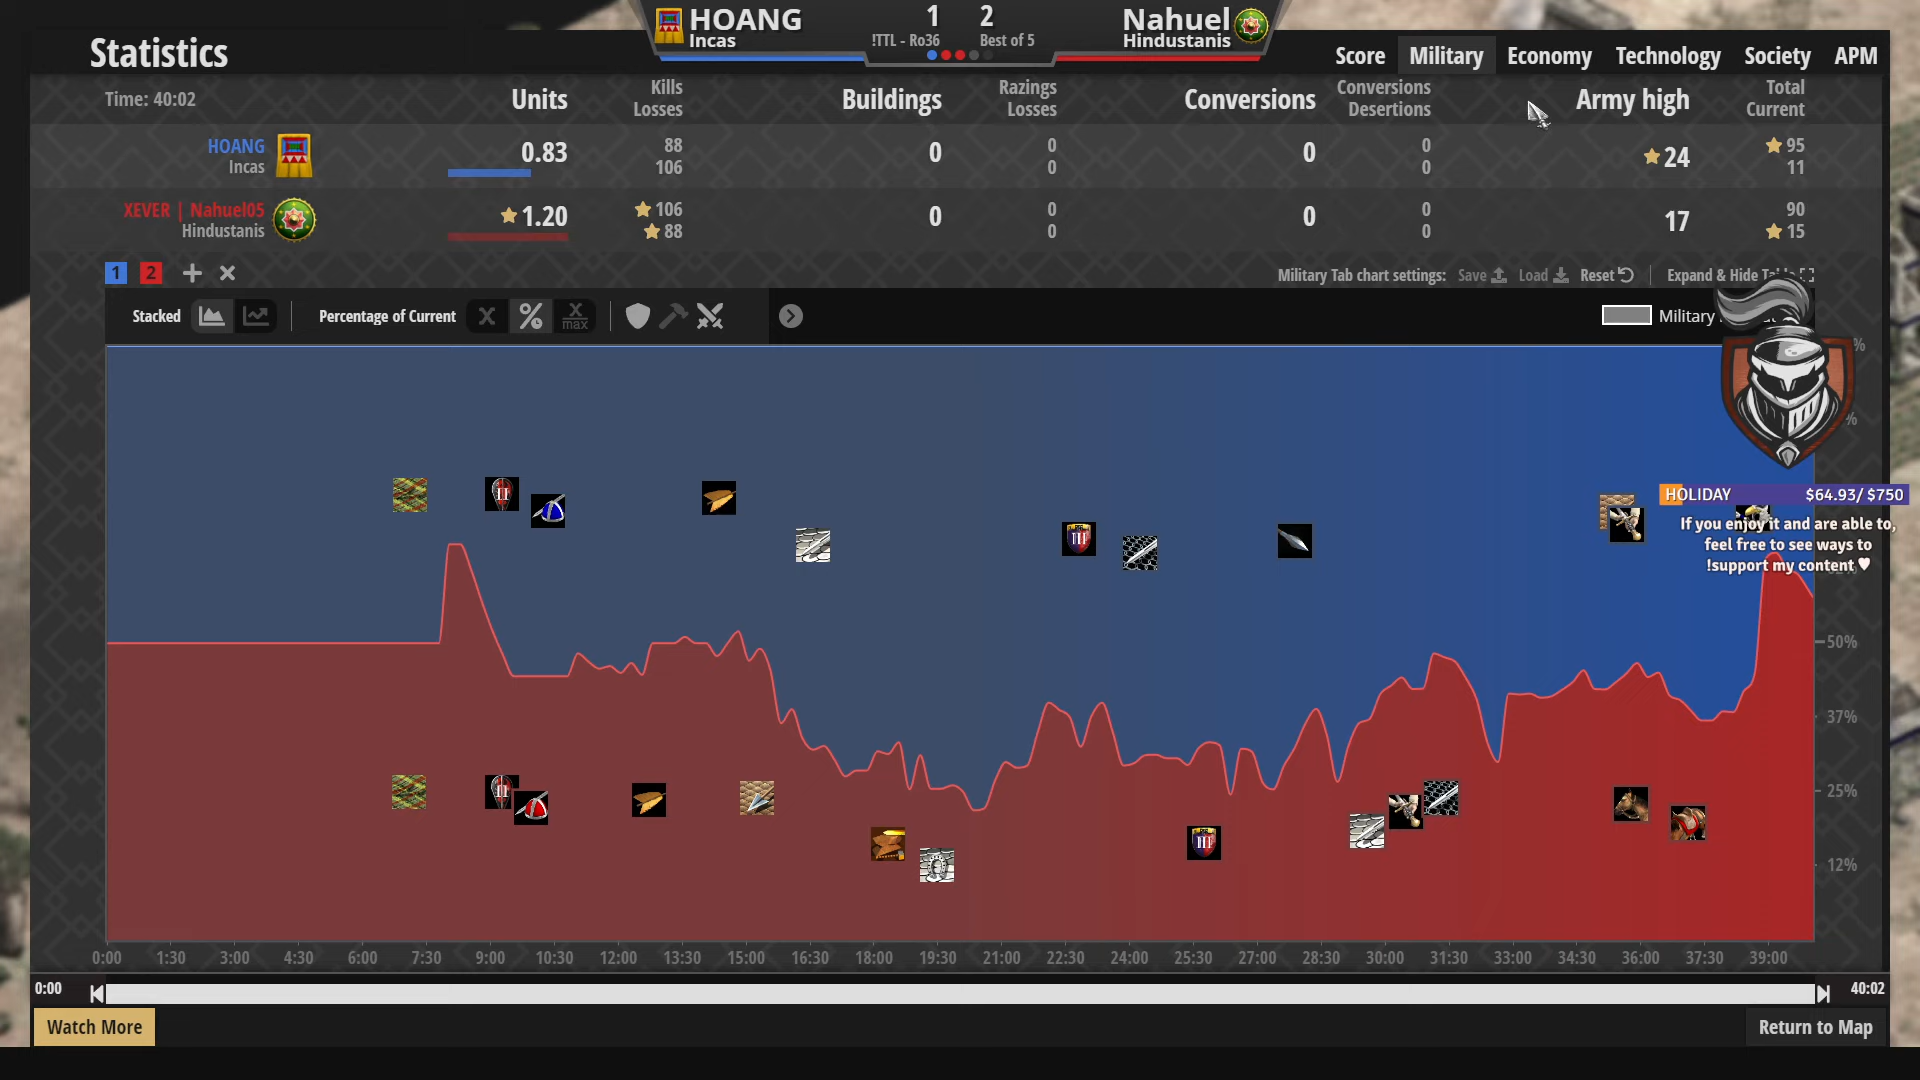 HOANG
Incas
1 2
!TTL - Ro36 Best of 5
Nahuel
Hindustanis
Statistics
Score Military Economy Technology Society APM
Time: 40:02
Units Kills Losses Buildings Razings Losses Conversions Conversions Desertions Army high Total Current
HOANG
Incas
0.83 88 106 0 0 0 0 0 0 24 95 11
XEVER | Nahuel05
Hindustanis
1.20 106 88 0 0 0 0 0 0 17 90 15
1 2
Military Tab chart settings: Save Load Reset Expand & Hide
Stacked Percentage of Current X % X max
Military
HOLIDAY $64.93/ $750
If you enjoy it and are able to,
feel free to see ways to
!support my content ♥
50%
37%
25%
12%
0:00 1:30 3:00 4:30 6:00 7:30 9:00 10:30 12:00 13:30 15:00 16:30 18:00 19:30 21:00 22:30 24:00 25:30 27:00 28:30 30:00 31:30 33:00 34:30 36:00 37:30 39:00
0:00 40:02
Watch More
Return to Map